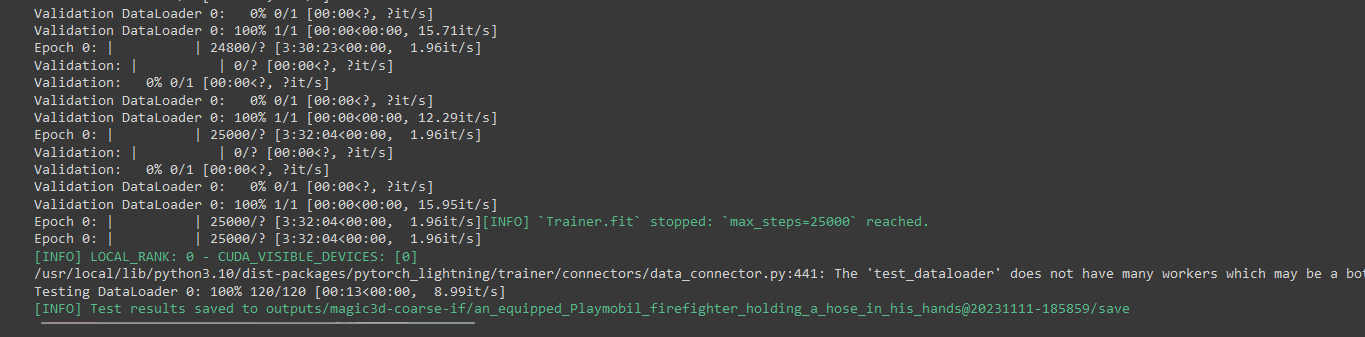 Validation DataLoader 0:   0% 0/1 [00:00<?, ?it/s]
Validation DataLoader 0: 100% 1/1 [00:00<00:00, 15.71it/s]
Epoch 0: |          | 24800/? [3:30:23<00:00,  1.96it/s]
Validation: |          | 0/? [00:00<?, ?it/s]
Validation:   0% 0/1 [00:00<?, ?it/s]
Validation DataLoader 0:   0% 0/1 [00:00<?, ?it/s]
Validation DataLoader 0: 100% 1/1 [00:00<00:00, 12.29it/s]
Epoch 0: |          | 25000/? [3:32:04<00:00,  1.96it/s]
Validation: |          | 0/? [00:00<?, ?it/s]
Validation:   0% 0/1 [00:00<?, ?it/s]
Validation DataLoader 0:   0% 0/1 [00:00<?, ?it/s]
Validation DataLoader 0: 100% 1/1 [00:00<00:00, 15.95it/s]
Epoch 0: |          | 25000/? [3:32:04<00:00,  1.96it/s][INFO] `Trainer.fit` stopped: `max_steps=25000` reached.
Epoch 0: |          | 25000/? [3:32:04<00:00,  1.96it/s]
[INFO] LOCAL_RANK: 0 - CUDA_VISIBLE_DEVICES: [0]
/usr/local/lib/python3.10/dist-packages/pytorch_lightning/trainer/connectors/data_connector.py:441: The 'test_dataloader' does not have many workers which may be a bot
Testing DataLoader 0: 100% 120/120 [00:13<00:00,  8.99it/s]
[INFO] Test results saved to outputs/magic3d-coarse-if/an_equipped_Playmobil_firefighter_holding_a_hose_in_his_hands@20231111-185859/save